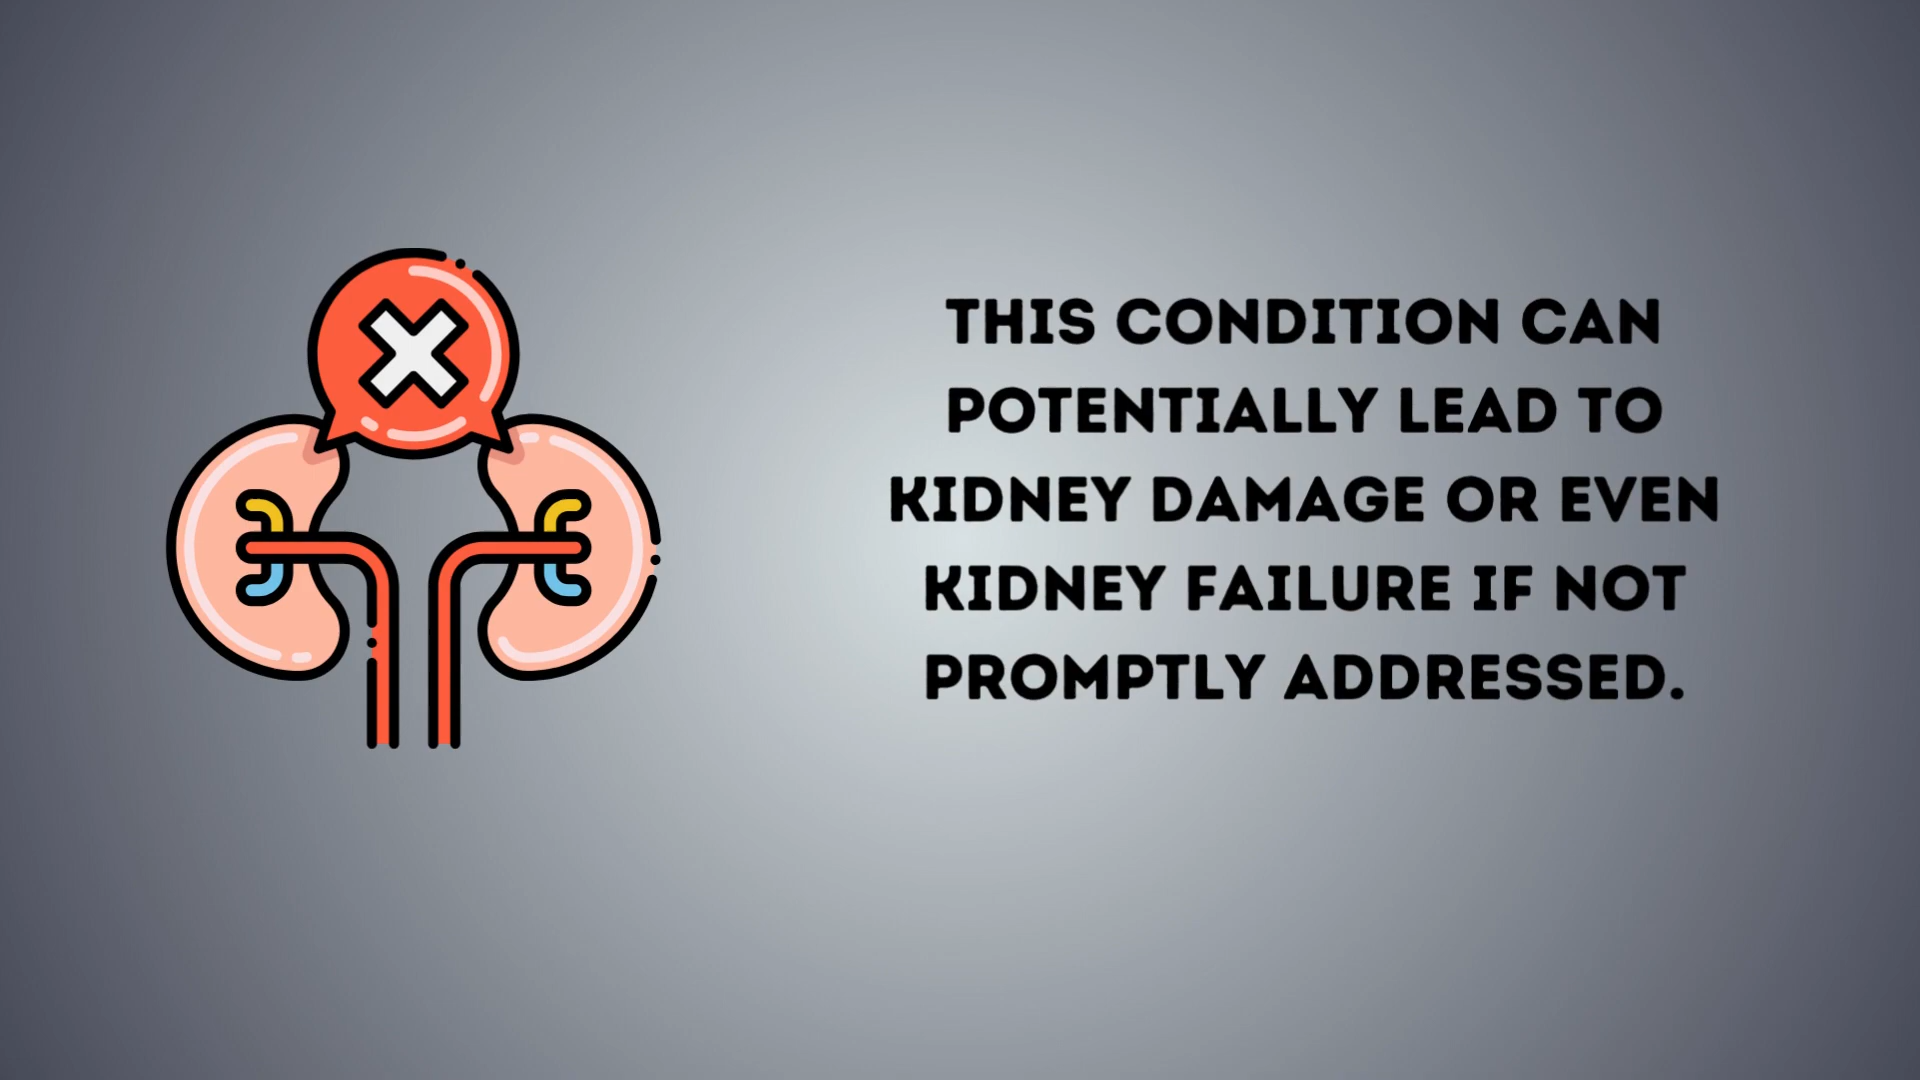 THIS CONDITION CAN
POTENTIALLY LEAD TO
KIDNEY DAMAGE OR EVEN
KIDNEY FAILURE IF NOT
PROMPTLY ADDRESSED.